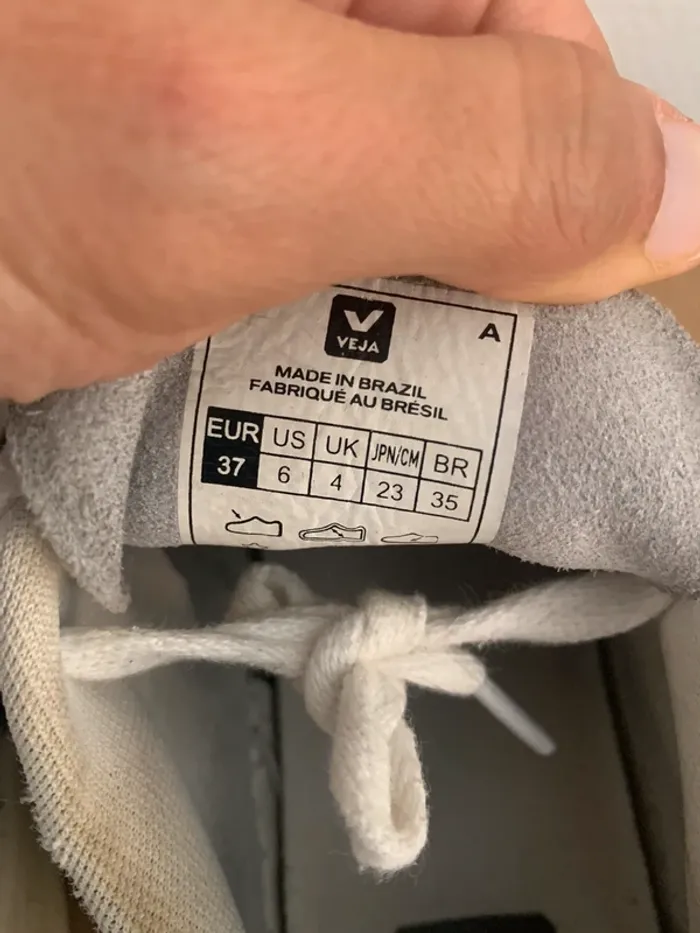 VEJA
A
MADE IN BRAZIL
FABRIQUÉ AU BRÉSIL
EUR US UK JPN/CM BR
37 6 4 23 35